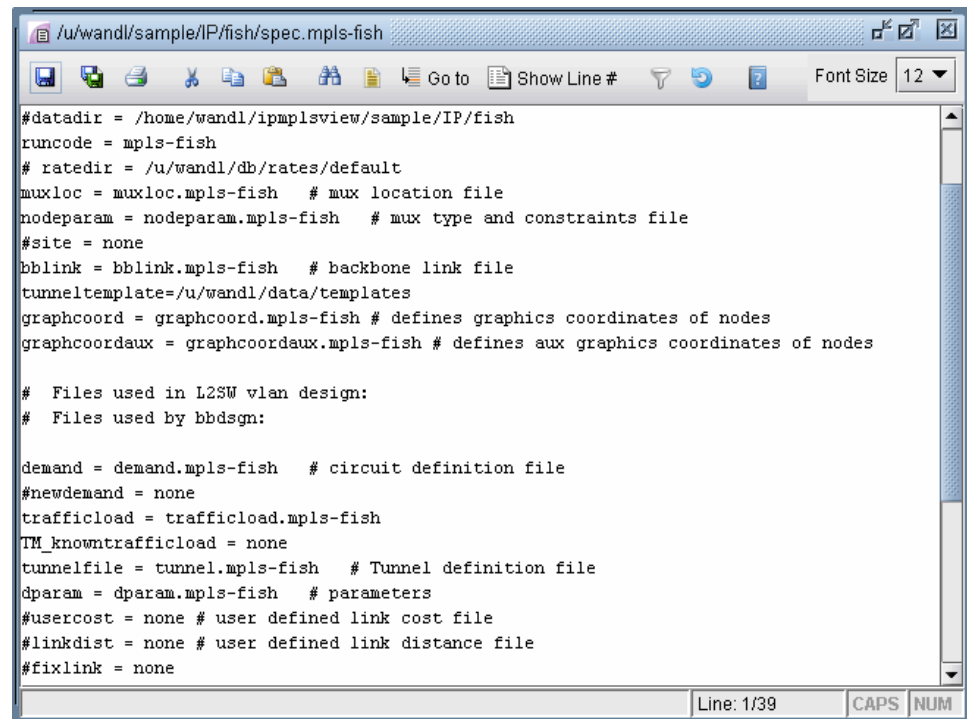 /u/wandl/sample/IP/fish/spec.mpls-fish
Go to Show Line # Font Size 12
#datadir = /home/wandl/ipmplsview/sample/IP/fish
runcode = mpls-fish
# ratedir = /u/wandl/db/rates/default
muxloc = muxloc.mpls-fish   # mux location file
nodeparam = nodeparam.mpls-fish   # mux type and constraints file
#site = none
bblink = bblink.mpls-fish   # backbone link file
tunneltemplate=/u/wandl/data/templates
graphcoord = graphcoord.mpls-fish # defines graphics coordinates of nodes
graphcoordaux = graphcoordaux.mpls-fish # defines aux graphics coordinates of nodes
#  Files used in L2SW vlan design:
#  Files used by bbdsgn:
demand = demand.mpls-fish   # circuit definition file
#newdemand = none
trafficload = trafficload.mpls-fish
TM_knowntrafficload = none
tunnelfile = tunnel.mpls-fish   # Tunnel definition file
dparam = dparam.mpls-fish   # parameters
#usercost = none # user defined link cost file
#linkdist = none # user defined link distance file
#fixlink = none
Line: 1/39 CAPS NUM